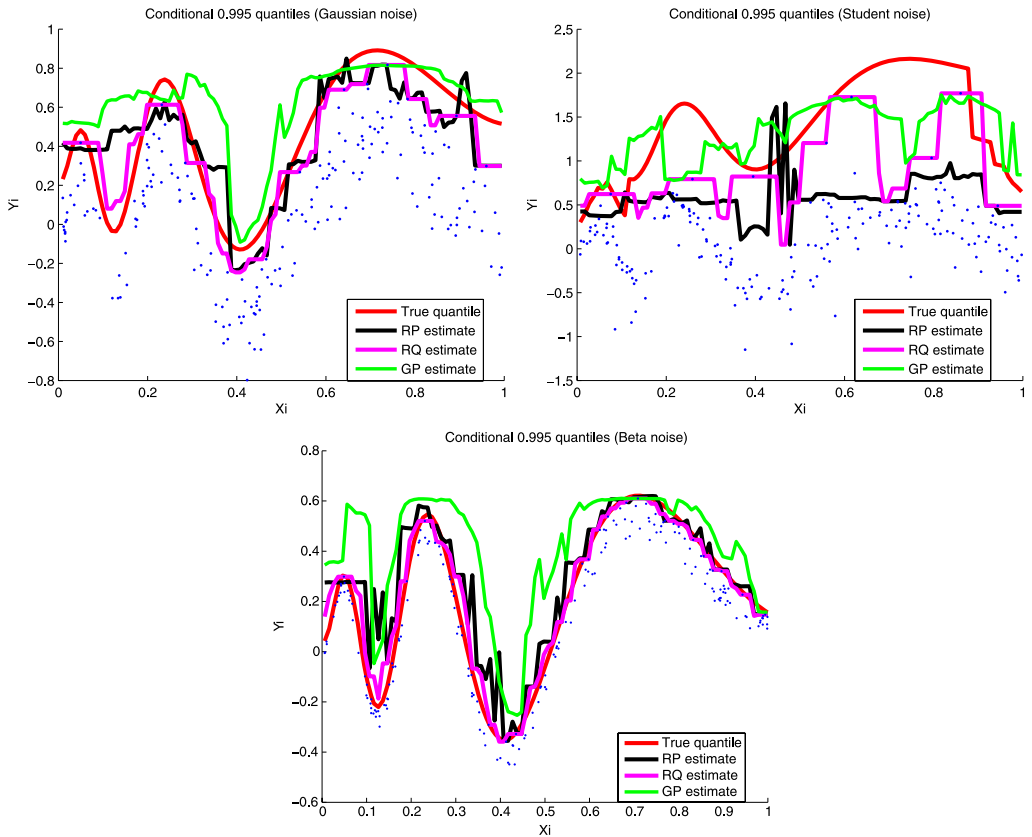 Conditional 0.995 quantiles (Gaussian noise)
1
0.8
0.6
0.4
0.2
0
−0.2
−0.4
−0.6
−0.8
Yi
0
0.2
0.4
0.6
0.8
1
Xi
True quantile
RP estimate
RQ estimate
GP estimate
Conditional 0.995 quantiles (Student noise)
2.5
2
1.5
1
0.5
0
−0.5
−1
−1.5
Yi
0
0.2
0.4
0.6
0.8
1
Xi
True quantile
RP estimate
RQ estimate
GP estimate
Conditional 0.995 quantiles (Beta noise)
0.8
0.6
0.4
0.2
0
−0.2
−0.4
−0.6
Yi
0
0.1
0.2
0.3
0.4
0.5
0.6
0.7
0.8
0.9
1
Xi
True quantile
RP estimate
RQ estimate
GP estimate